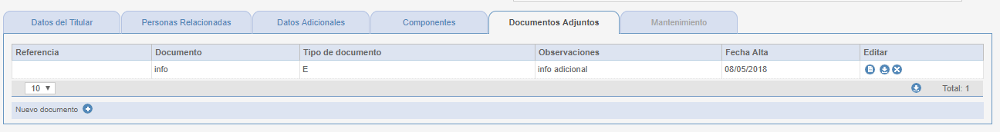 Datos del Titular Personas Relacionadas Datos Adicionales Componentes Documentos Adjuntos Mantenimiento
Referencia Documento Tipo de documento Observaciones Fecha Alta Editar
info E info adicional 08/05/2018
10 Total: 1
Nuevo documento